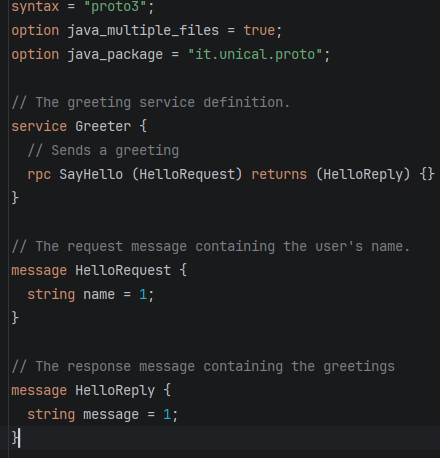 syntax = "proto3";
option java_multiple_files = true;
option java_package = "it.unical.proto";

// The greeting service definition.
service Greeter {
  // Sends a greeting
  rpc SayHello (HelloRequest) returns (HelloReply) {}
}

// The request message containing the user's name.
message HelloRequest {
  string name = 1;
}

// The response message containing the greetings
message HelloReply {
  string message = 1;
}